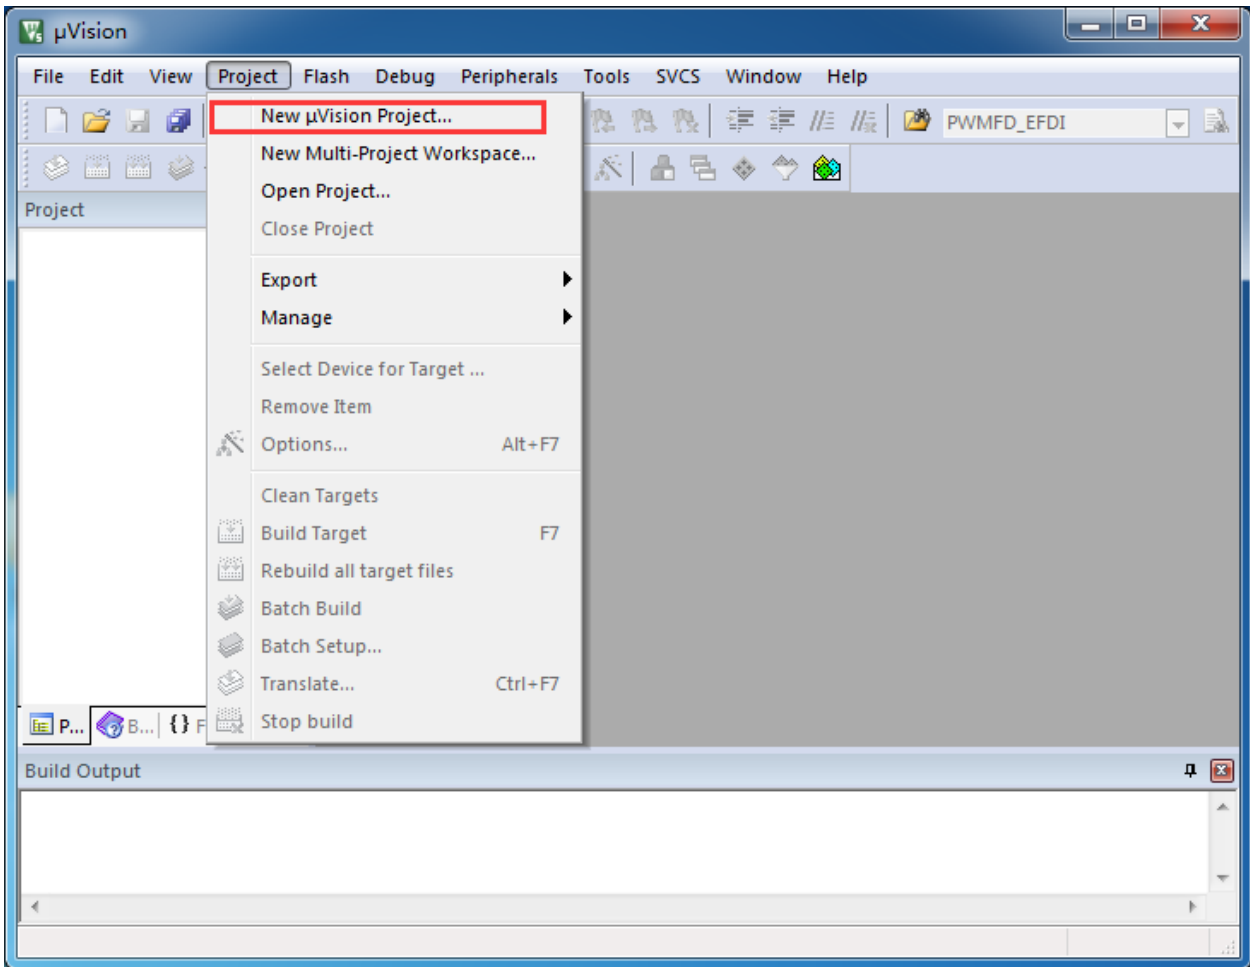 µVision
File Edit View Project Flash Debug Peripherals Tools SVCS Window Help
PWMFD_EFDI
Project
New µVision Project...
New Multi-Project Workspace...
Open Project...
Close Project
Export
Manage
Select Device for Target ...
Remove Item
Options... Alt+F7
Clean Targets
Build Target F7
Rebuild all target files
Batch Build
Batch Setup...
Translate... Ctrl+F7
Stop build
P... B... {} F
Build Output